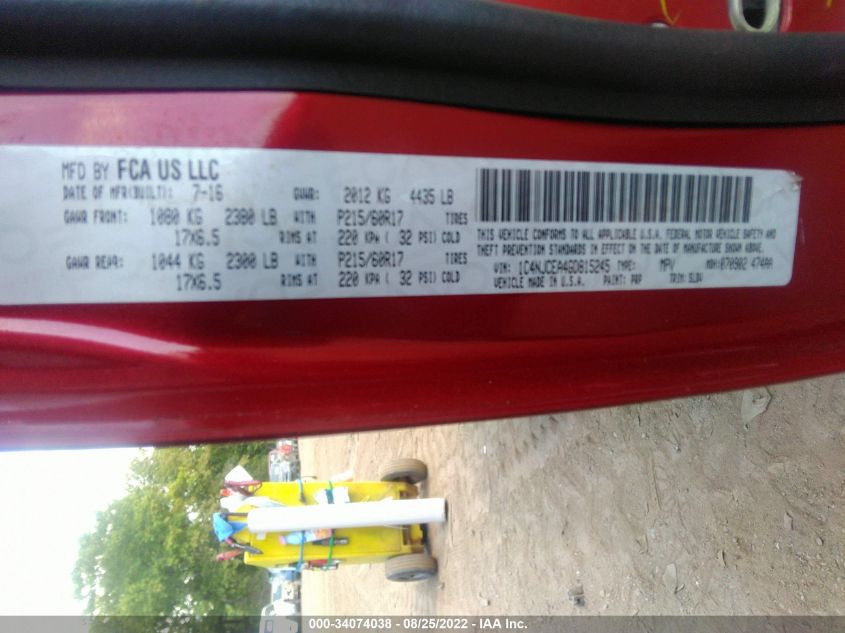 MFD BY FCA US LLC
DATE OF MFR(BUILT): 7-16 GVWR: 2012 KG 4435 LB
GAWR FRONT: 1080 KG 2380 LB WITH P215/60R17 TIRES
17X6.5 RIMS AT 220 KPA ( 32 PSI) COLD
GAWR REAR: 1044 KG 2300 LB WITH P215/60R17 TIRES
17X6.5 RIMS AT 220 KPA ( 32 PSI) COLD
THIS VEHICLE CONFORMS TO ALL APPLICABLE U.S.A. FEDERAL MOTOR VEHICLE SAFETY AND
THEFT PREVENTION STANDARDS IN EFFECT ON THE DATE OF MANUFACTURE SHOWN ABOVE.
VIN: 1C4NJCEA4GD815245 TYPE: MPV MDH: 070902 474AA
VEHICLE MADE IN U.S.A. PAINT: PRP TRIM: SLDV
000-34074038 - 08/25/2022 - IAA Inc.